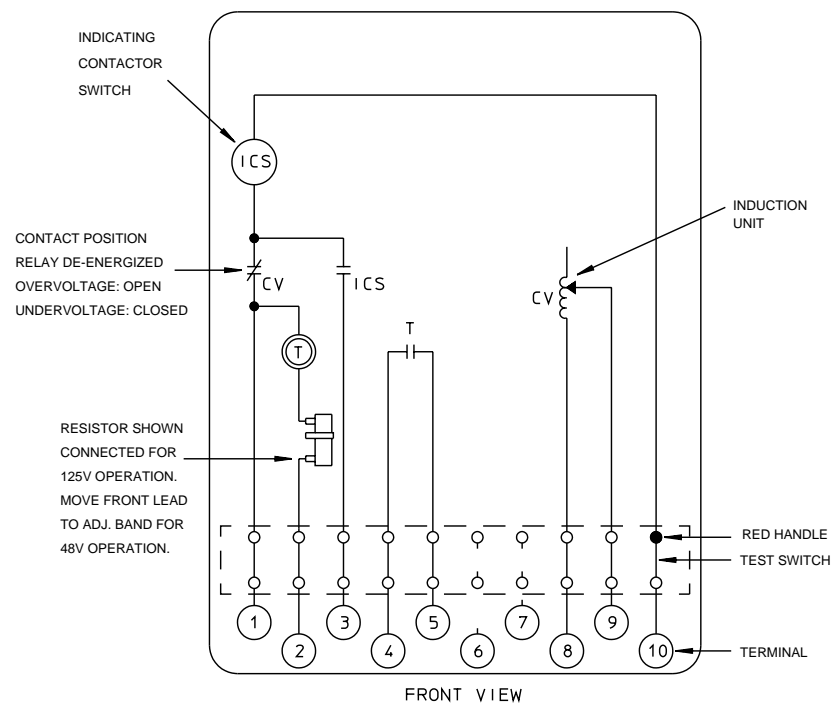 INDICATING
CONTACTOR
SWITCH
ICS
CONTACT POSITION
RELAY DE-ENERGIZED
OVERVOLTAGE: OPEN
UNDERVOLTAGE: CLOSED
CV
ICS
T
T
CV
INDUCTION
UNIT
RESISTOR SHOWN
CONNECTED FOR
125V OPERATION.
MOVE FRONT LEAD
TO ADJ. BAND FOR
48V OPERATION.
RED HANDLE
TEST SWITCH
1
2
3
4
5
6
7
8
9
10
TERMINAL
FRONT VIEW